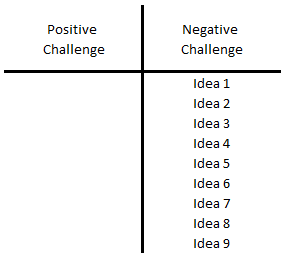 Positive
Challenge
Negative
Challenge
Idea 1
Idea 2
Idea 3
Idea 4
Idea 5
Idea 6
Idea 7
Idea 8
Idea 9